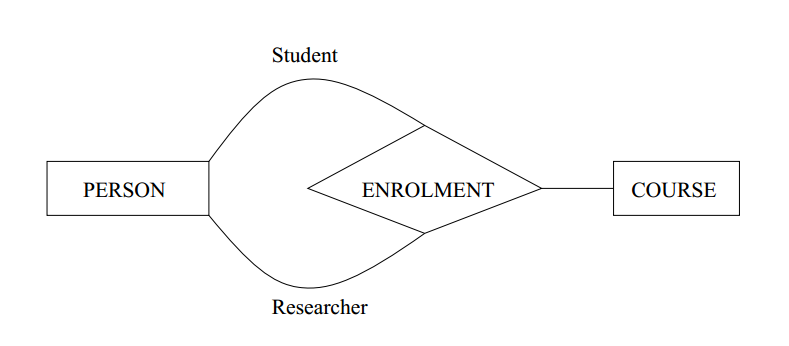 Student
PERSON
ENROLMENT
COURSE
Researcher